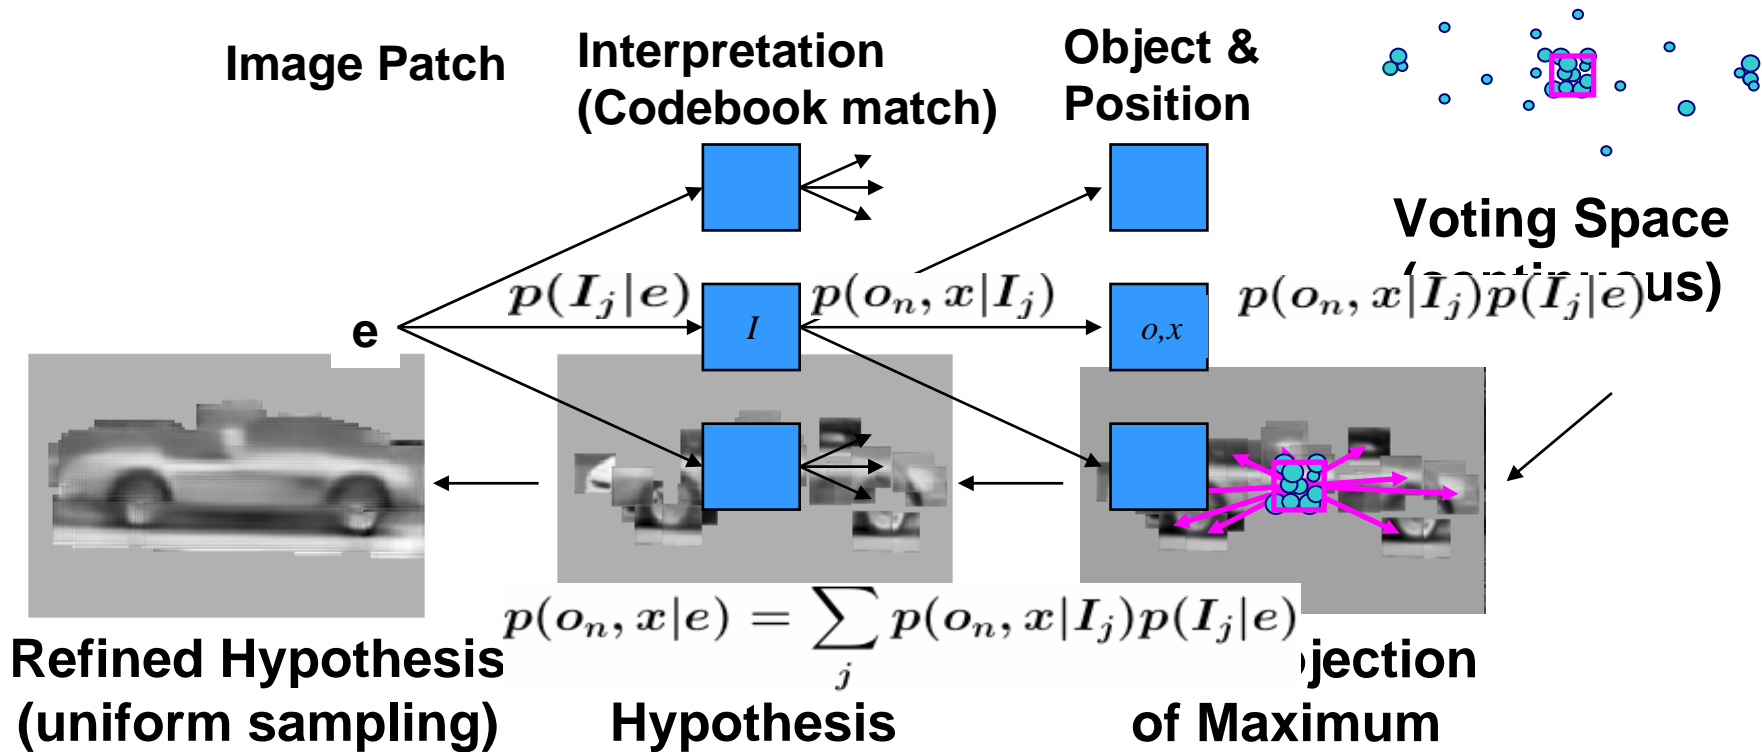 Image Patch
Interpretation
(Codebook match)
Object &
Position
Voting Space
us)
p(I_j|e)
p(o_n, x|I_j)
p(o_n, x|I_j)p(I_j|e)
e
I
o,x
p(o_n, x|e) = \sum_j p(o_n, x|I_j)p(I_j|e)
Refined Hypothesis
(uniform sampling)
Hypothesis
jection
of Maximum